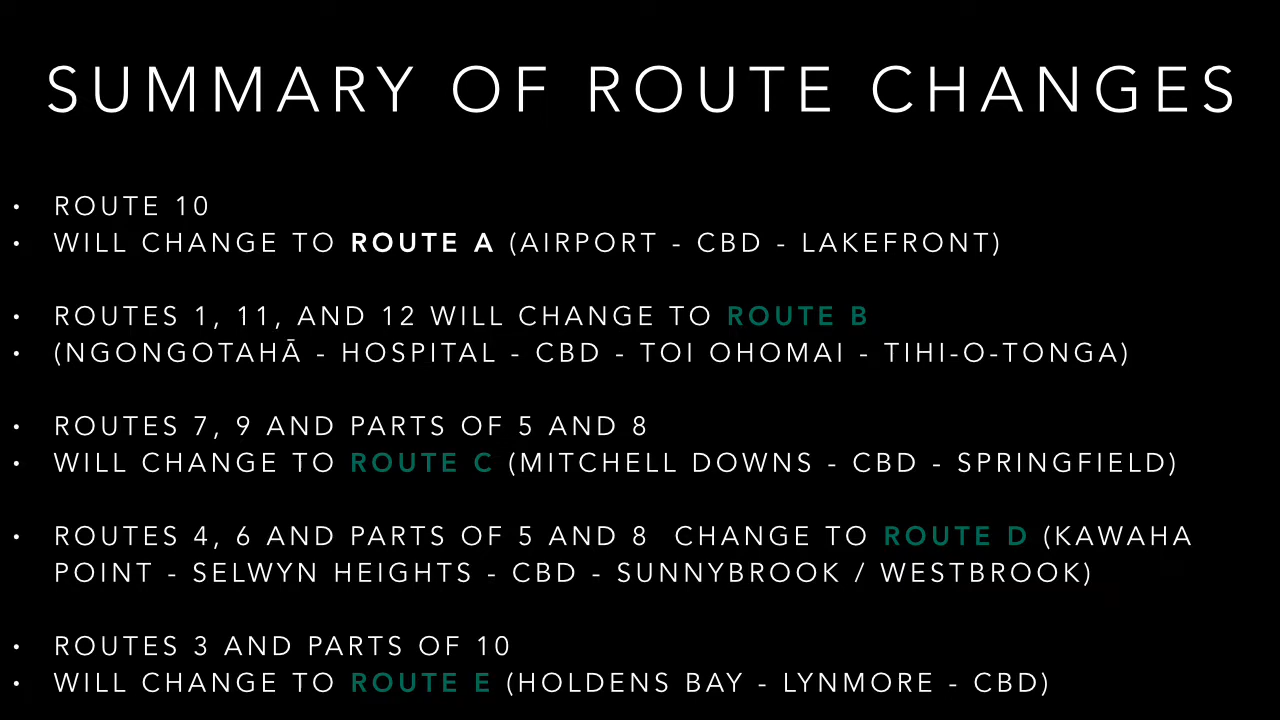 SUMMARY OF ROUTE CHANGES
• ROUTE 10
• WILL CHANGE TO ROUTE A (AIRPORT - CBD - LAKEFRONT)
• ROUTES 1, 11, AND 12 WILL CHANGE TO ROUTE B
• (NGONGOTAHĀ - HOSPITAL - CBD - TOI OHOMAI - TIHI-O-TONGA)
• ROUTES 7, 9 AND PARTS OF 5 AND 8
• WILL CHANGE TO ROUTE C (MITCHELL DOWNS - CBD - SPRINGFIELD)
• ROUTES 4, 6 AND PARTS OF 5 AND 8  CHANGE TO ROUTE D (KAWAHA
POINT - SELWYN HEIGHTS - CBD - SUNNYBROOK / WESTBROOK)
• ROUTES 3 AND PARTS OF 10
• WILL CHANGE TO ROUTE E (HOLDENS BAY - LYNMORE - CBD)